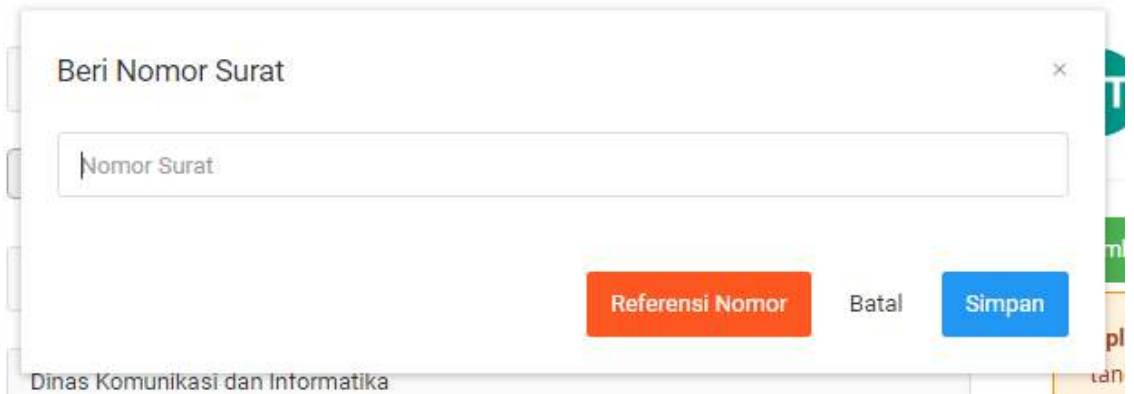 Beri Nomor Surat
×
T
Nomor Surat
Referensi Nomor
Batal
Simpan
Dinas Komunikasi dan Informatika